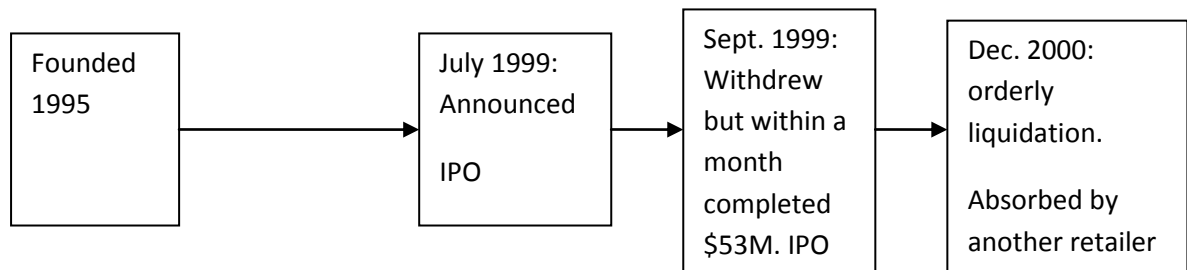 Founded
1995
July 1999:
Announced
IPO
Sept. 1999:
Withdrew
but within a
month
completed
$53M. IPO
Dec. 2000:
orderly
liquidation.
Absorbed by
another retailer